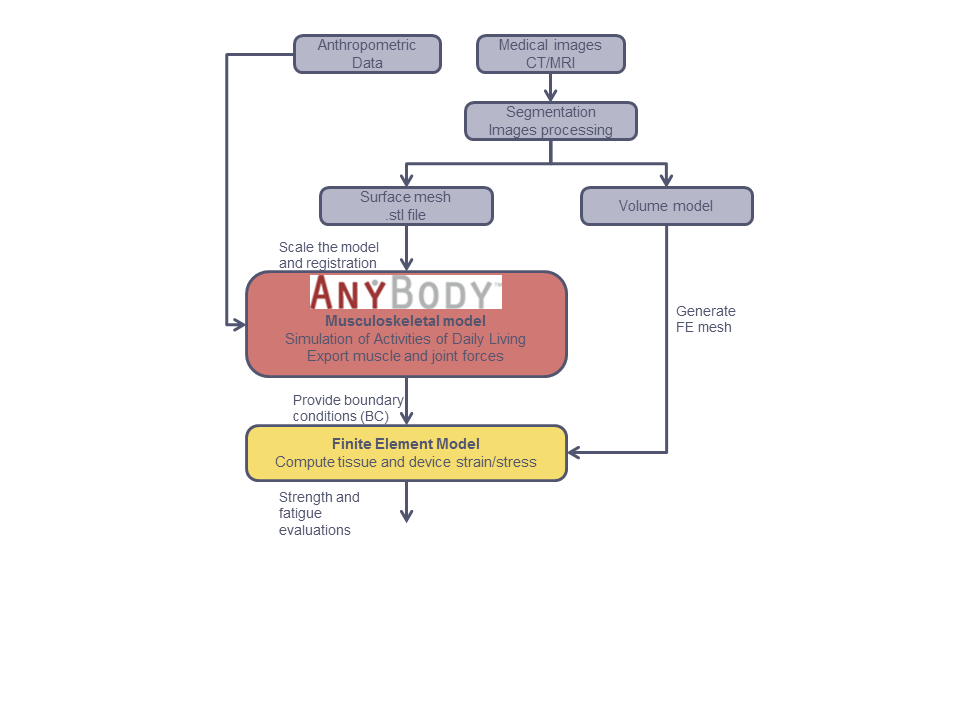 Anthropometric
Data
Medical images
CT/MRI
Segmentation
Images processing
Surface mesh
.stl file
Volume model
Scale the model
and registration
ANYBODY™
Musculoskeletal model
Simulation of Activities of Daily Living
Export muscle and joint forces
Generate
FE mesh
Provide boundary
conditions (BC)
Finite Element Model
Compute tissue and device strain/stress
Strength and
fatigue
evaluations